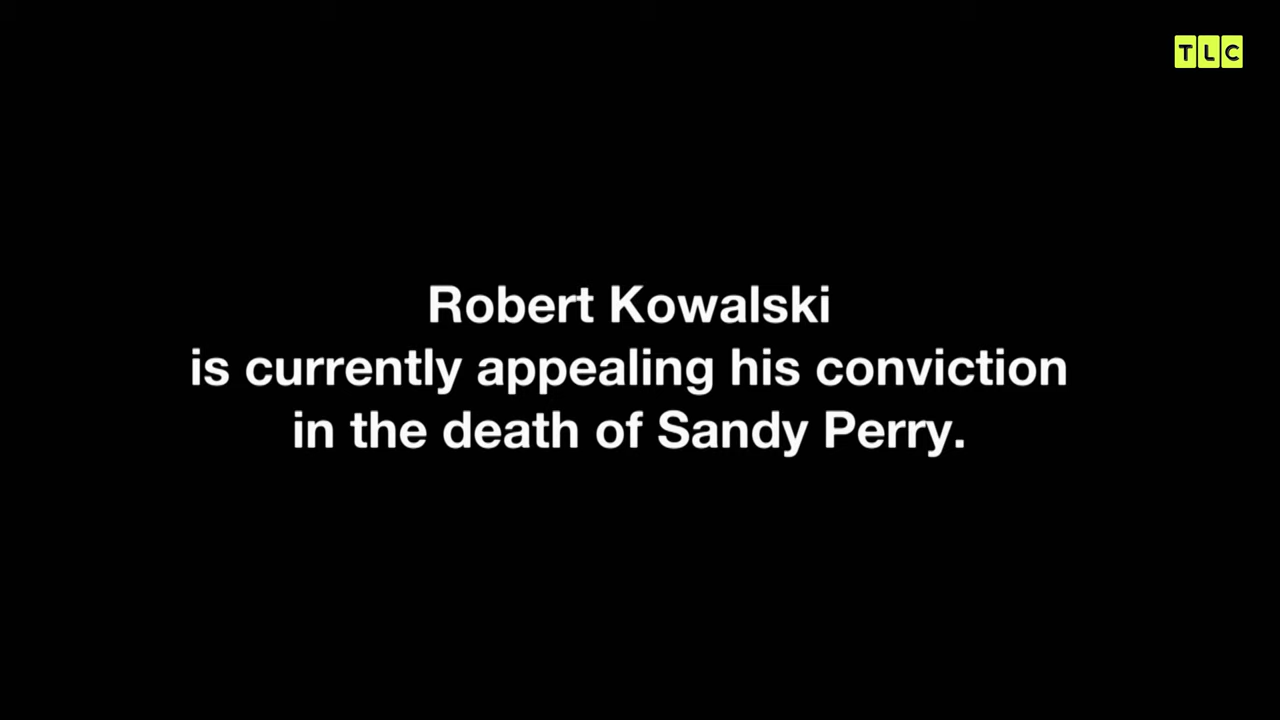 TLC
Robert Kowalski
is currently appealing his conviction
in the death of Sandy Perry.